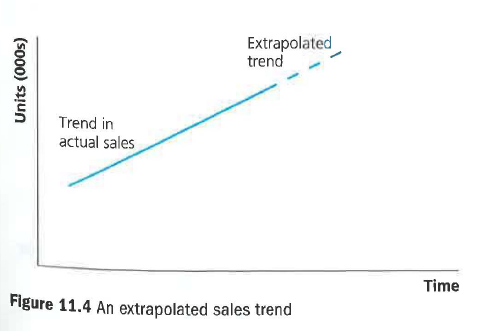 Units (000s)
Extrapolated
trend
Trend in
actual sales
Time
Figure 11.4 An extrapolated sales trend